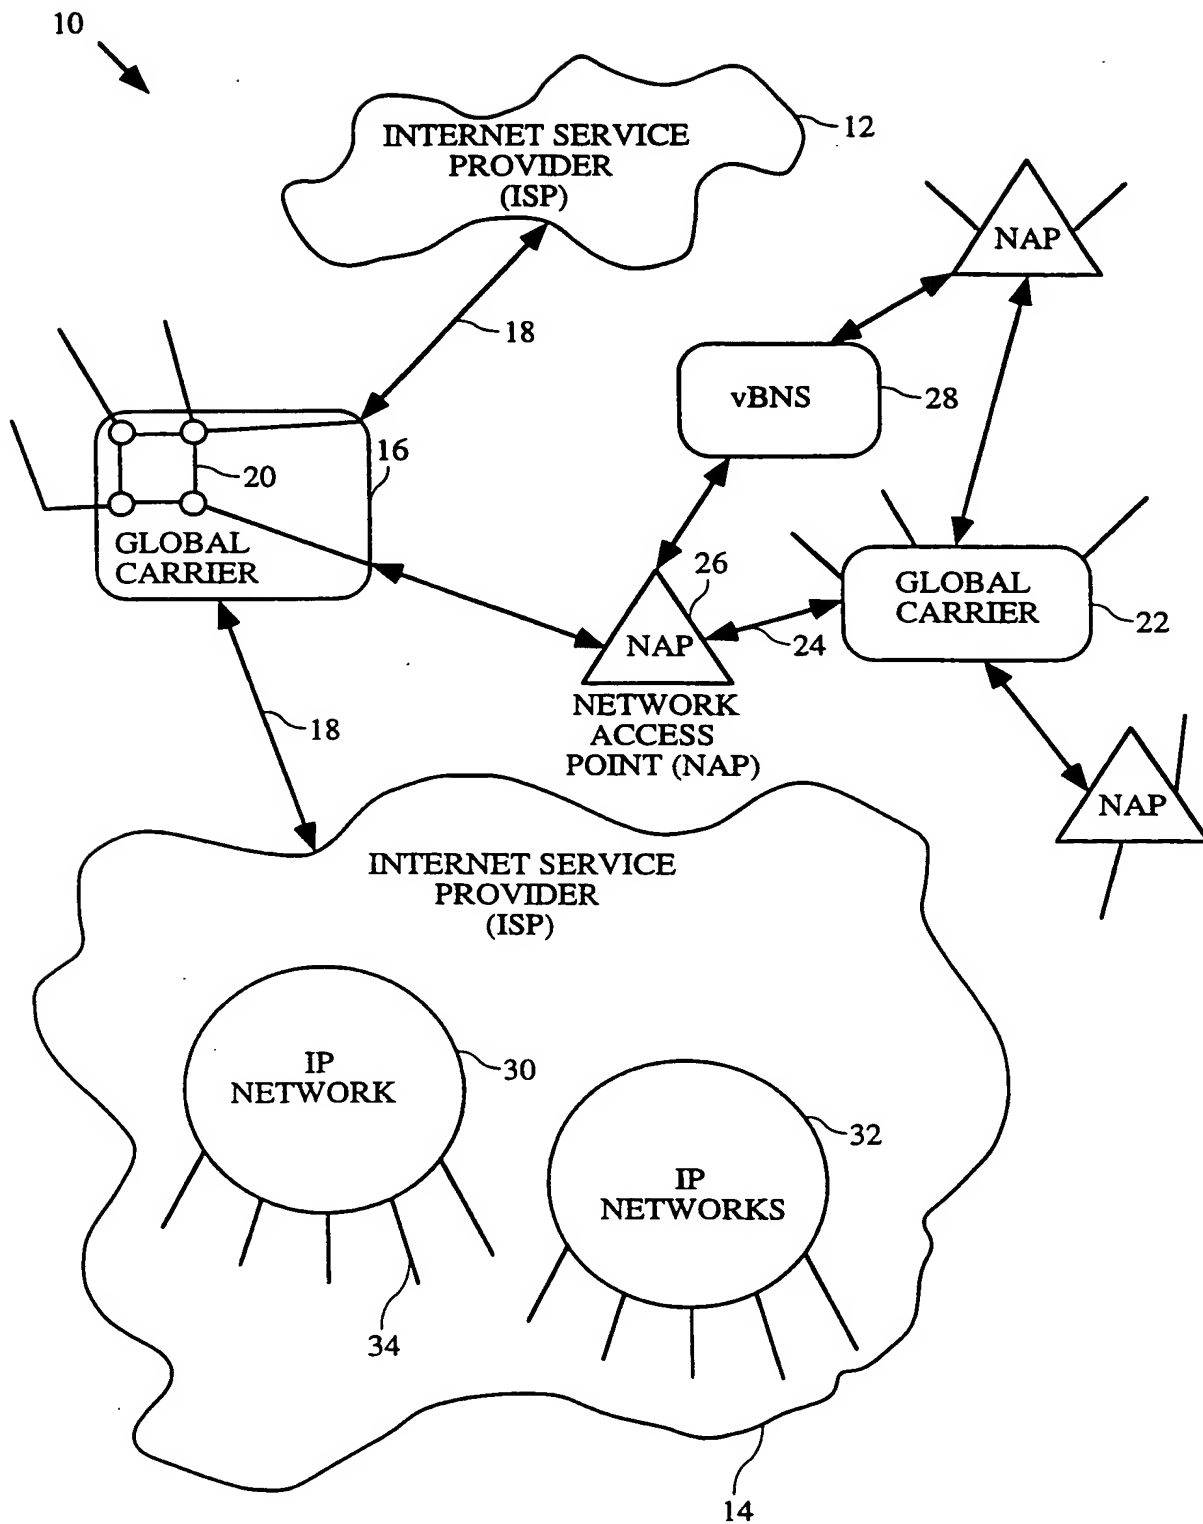 10
INTERNET SERVICE
PROVIDER
(ISP)
12
NAP
18
vBNS
28
16
20
GLOBAL
CARRIER
26
GLOBAL
CARRIER
22
NAP
24
NETWORK
ACCESS
POINT (NAP)
18
NAP
INTERNET SERVICE
PROVIDER
(ISP)
IP
NETWORK
30
32
IP
NETWORKS
34
14